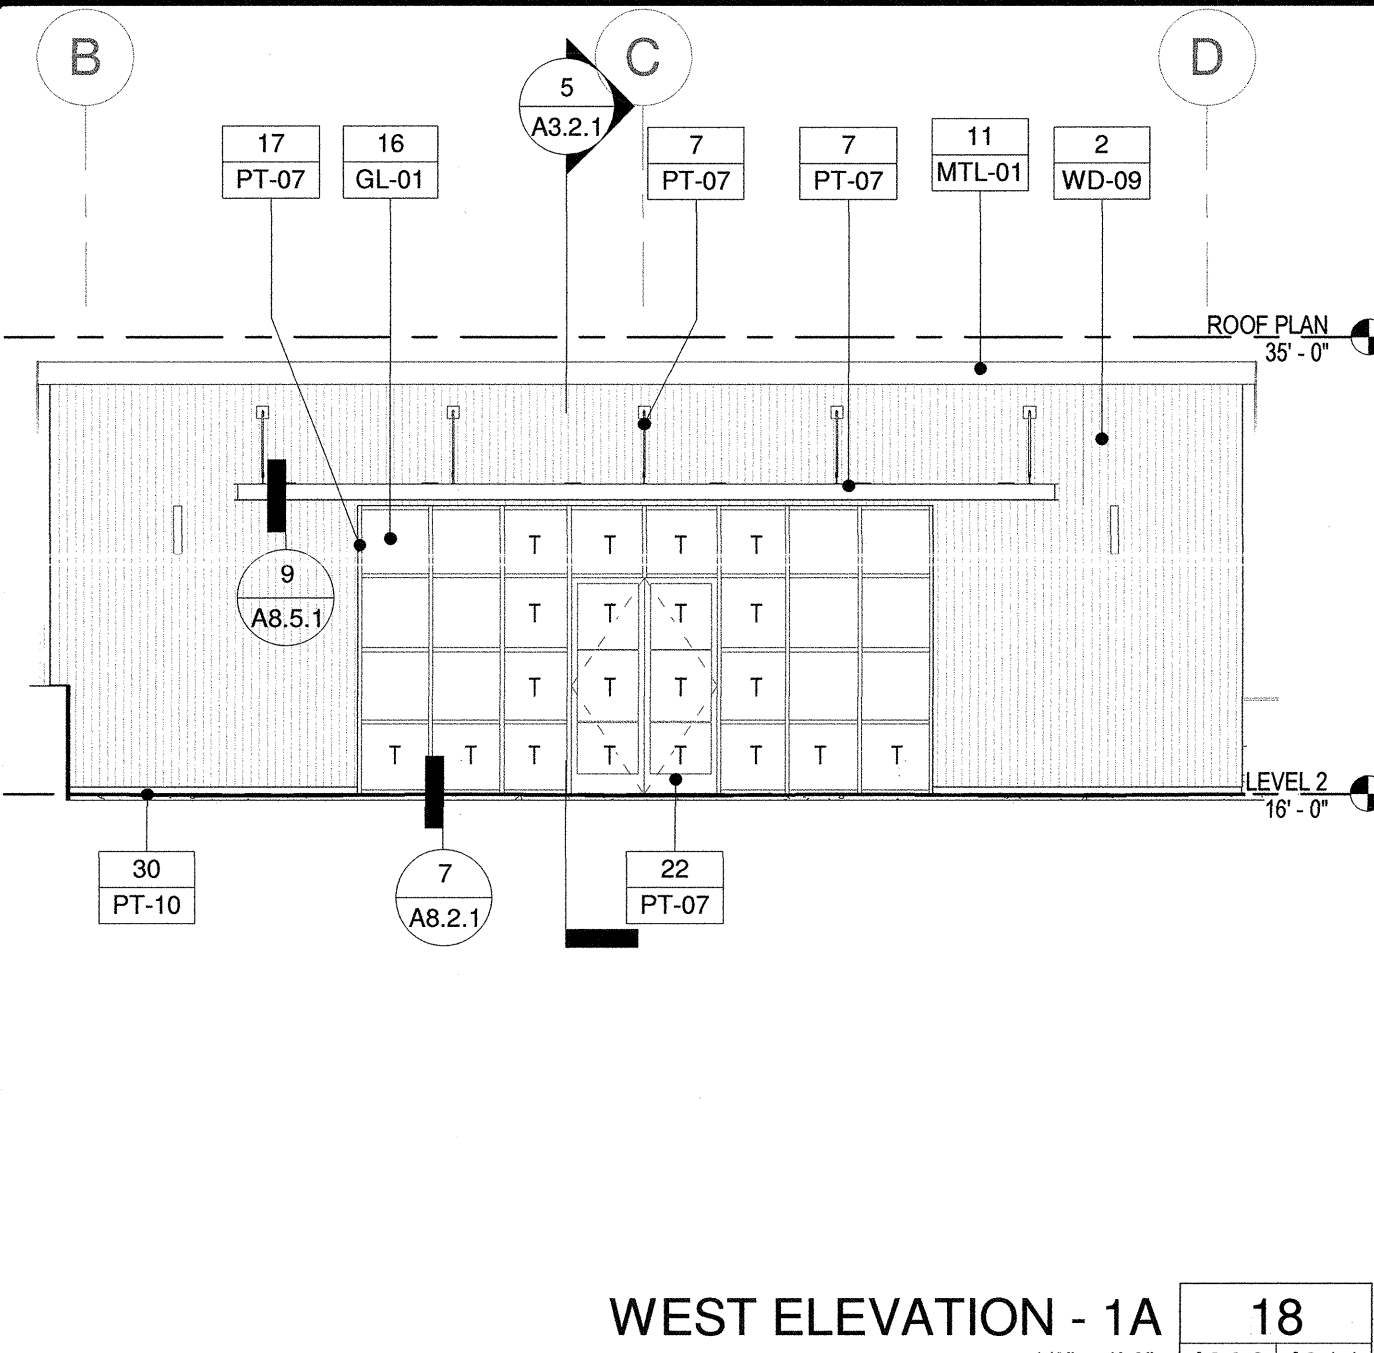 B
C
D
5
A3.2.1
17
PT-07
16
GL-01
7
PT-07
7
PT-07
11
MTL-01
2
WD-09
ROOF PLAN
35' - 0"
T T T T
9
A8.5.1
T T T T
T T T T
T T T T T T T T
LEVEL 2
16' - 0"
30
PT-10
7
A8.2.1
22
PT-07
WEST ELEVATION - 1A
18